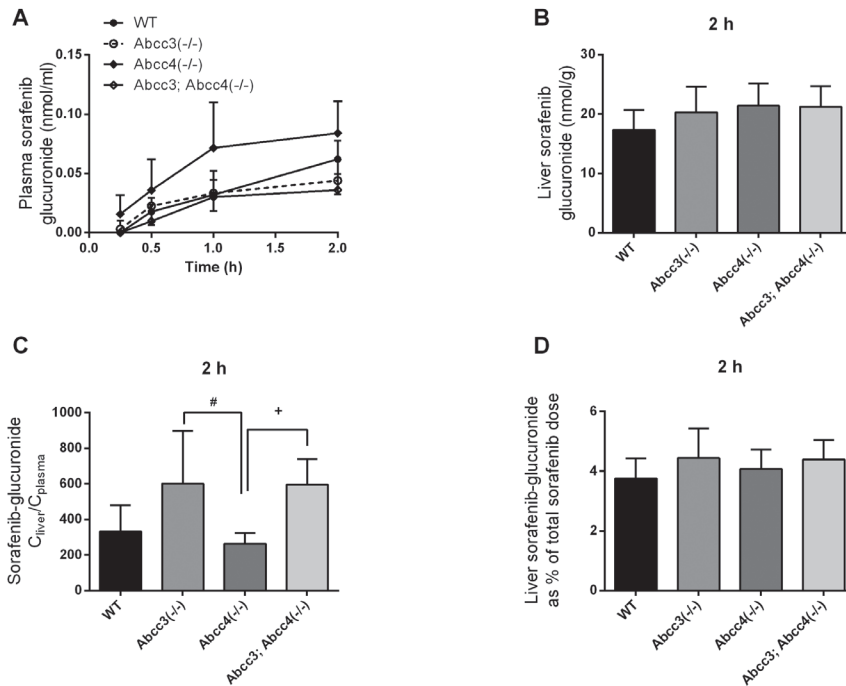 A
WT
Abcc3(-/-)
Abcc4(-/-)
Abcc3; Abcc4(-/-)
Plasma sorafenib
glucuronide (nmol/ml)
0.15
0.10
0.05
0.00
0.0
0.5
1.0
2.0
Time (h)
B
2 h
Liver sorafenib
glucuronide (nmol/g)
30
20
10
0
WT
Abcc3(-/-)
Abcc4(-/-)
Abcc3; Abcc4(-/-)
C
2 h
Sorafenib-glucuronide
Cliver/Cplasma
1000
800
600
400
200
0
#
+
WT
Abcc3(-/-)
Abcc4(-/-)
Abcc3; Abcc4(-/-)
D
2 h
Liver sorafenib-glucuronide
as % of total sorafenib dose
6
4
2
0
WT
Abcc3(-/-)
Abcc4(-/-)
Abcc3; Abcc4(-/-)